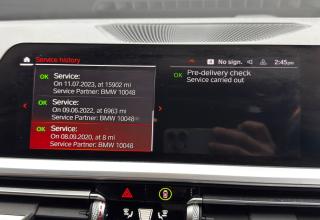 Service history
4 No sign. 2:45pm
OK Service:
On 11.07.2023, at 15902 mi
Service Partner: BMW 10048
OK Service:
On 09.06.2022, at 6963 mi
Service Partner: BMW 10048
OK Service:
On 08.09.2020, at 8 mi
Service Partner: BMW 10048
OK Pre-delivery check
Service carried out